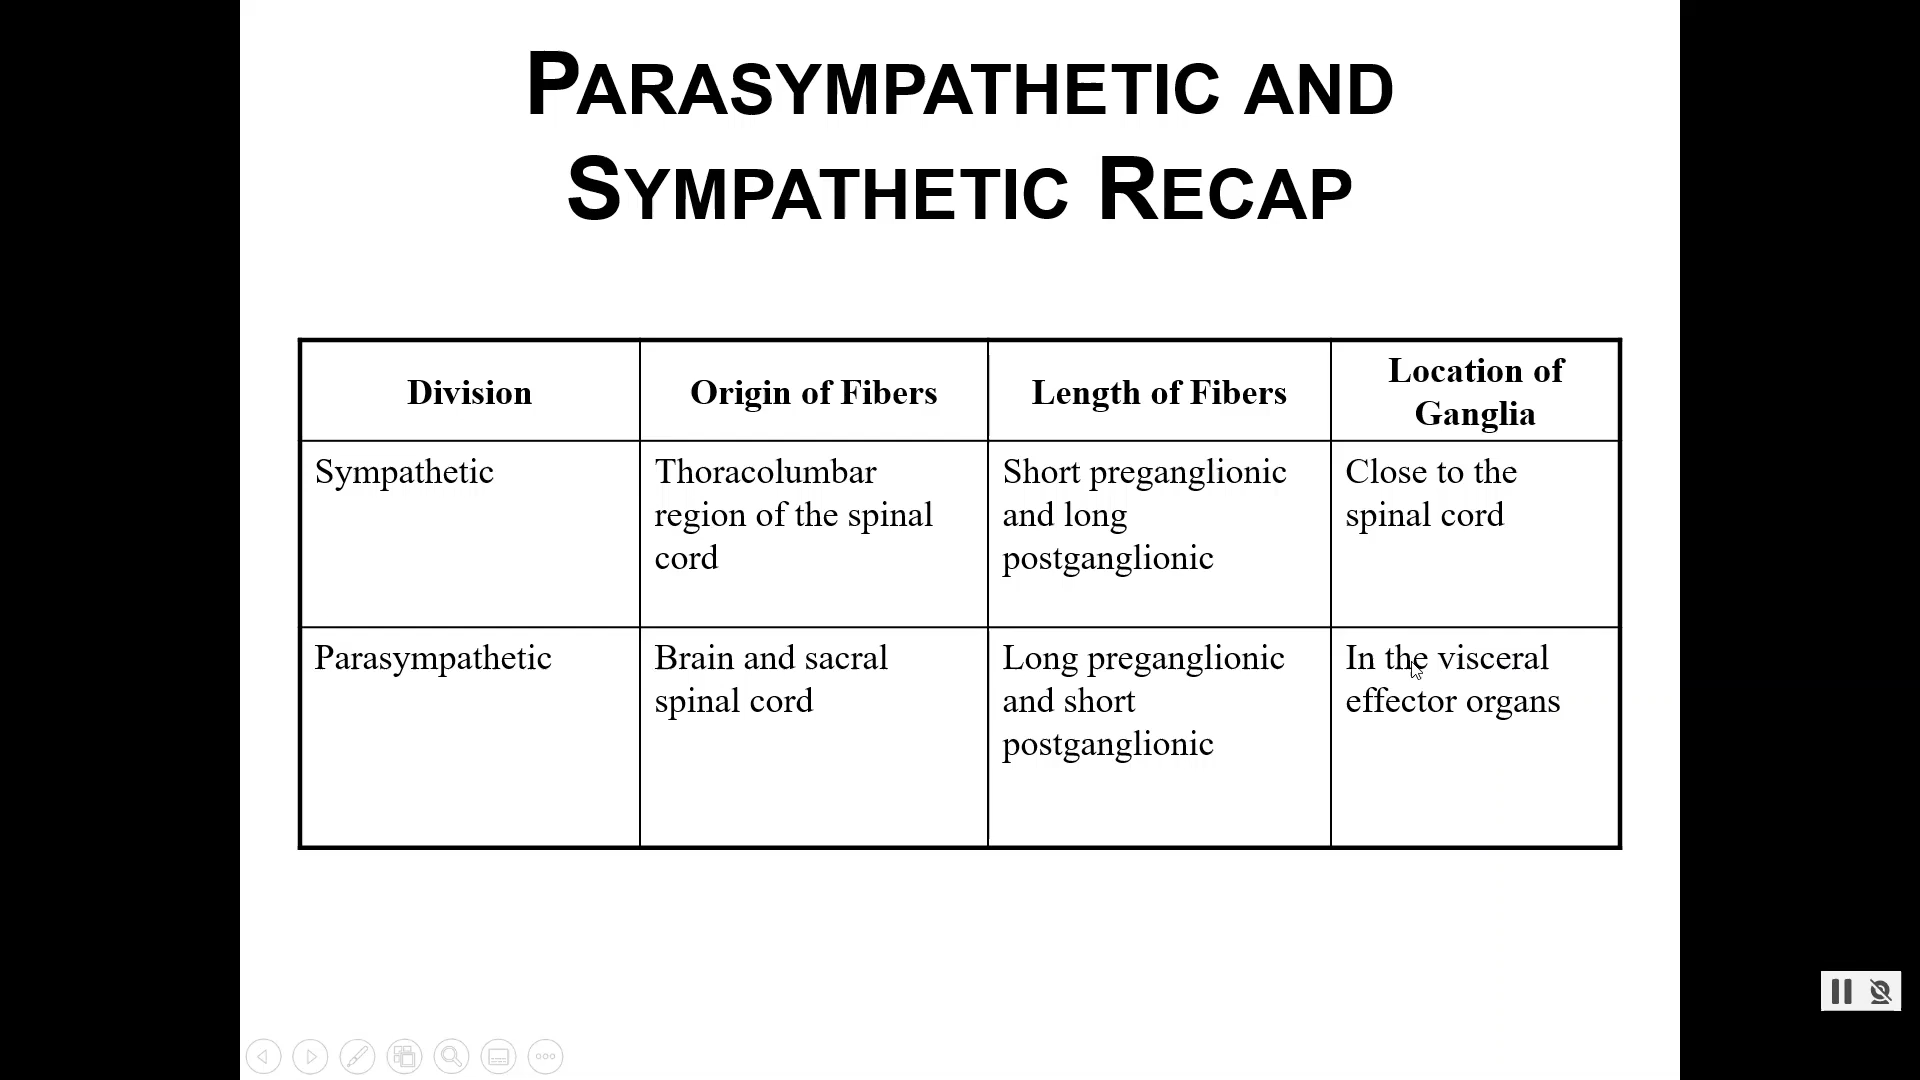 PARASYMPATHETIC AND
SYMPATHETIC RECAP
Division
Origin of Fibers
Length of Fibers
Location of
Ganglia
Sympathetic
Thoracolumbar
region of the spinal
cord
Short preganglionic
and long
postganglionic
Close to the
spinal cord
Parasympathetic
Brain and sacral
spinal cord
Long preganglionic
and short
postganglionic
In the visceral
effector organs